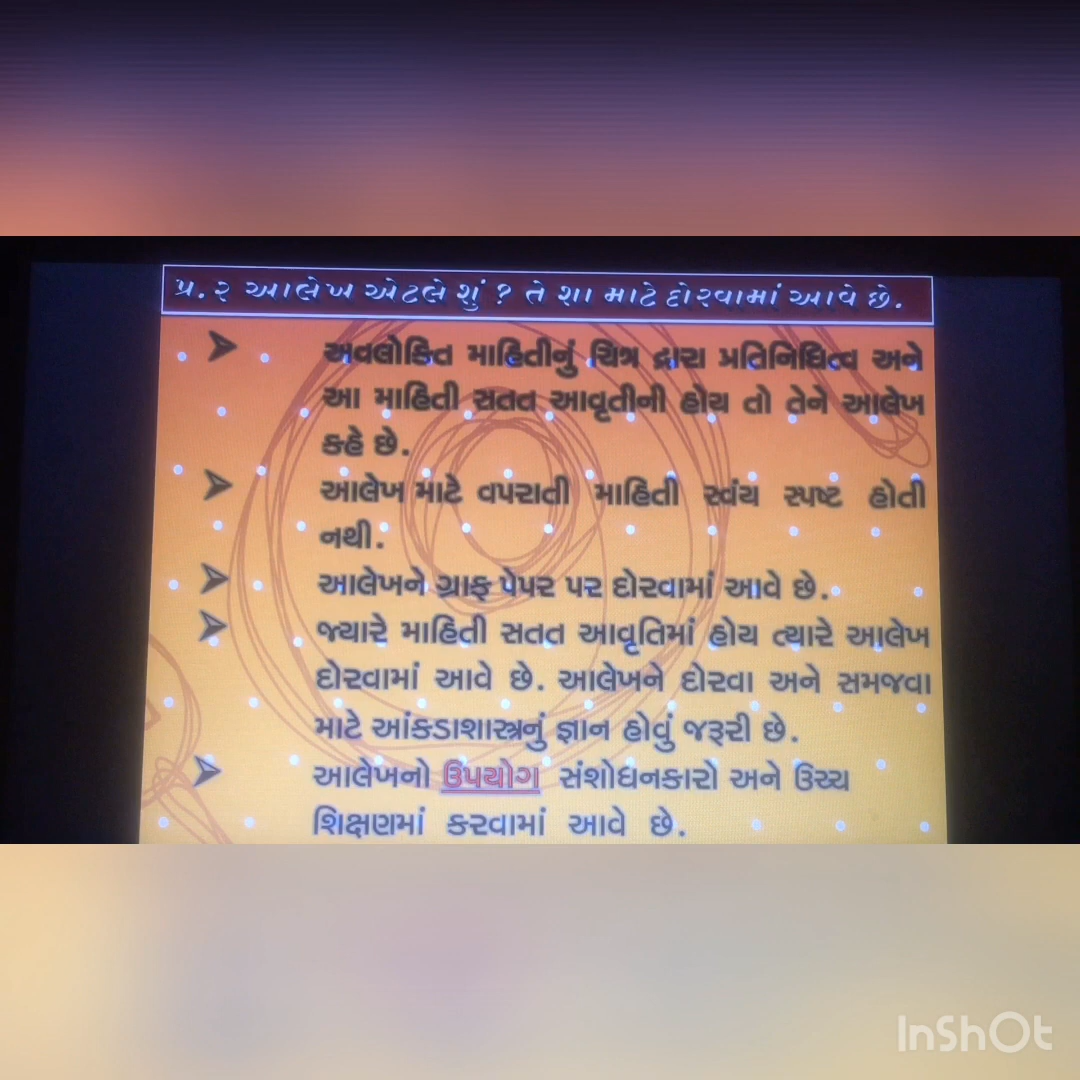 પ્ર.૨ આલેખ એટલે શું ? તે શા માટે દોરવામાં આવે છે.
અવલોકિત માહિતીનું ચિત્ર દ્વારા પ્રતિનિધિત્વ અને
આ માહિતી સતત આવૃતીની હોય તો તેને આલેખ
કહે છે.
આલેખ માટે વપરાતી માહિતી સ્વંય સ્પષ્ટ હોતી
નથી.
આલેખને ગ્રાફ પેપર પર દોરવામાં આવે છે.
જ્યારે માહિતી સતત આવૃતિમાં હોય ત્યારે આલેખ
દોરવામાં આવે છે. આલેખને દોરવા અને સમજવા
માટે આંકડાશાસ્ત્રનું જ્ઞાન હોવું જરૂરી છે.
આલેખનો ઉપયોગ સંશોધનકારો અને ઉચ્ચ
શિક્ષણમાં કરવામાં આવે છે.
InShOt